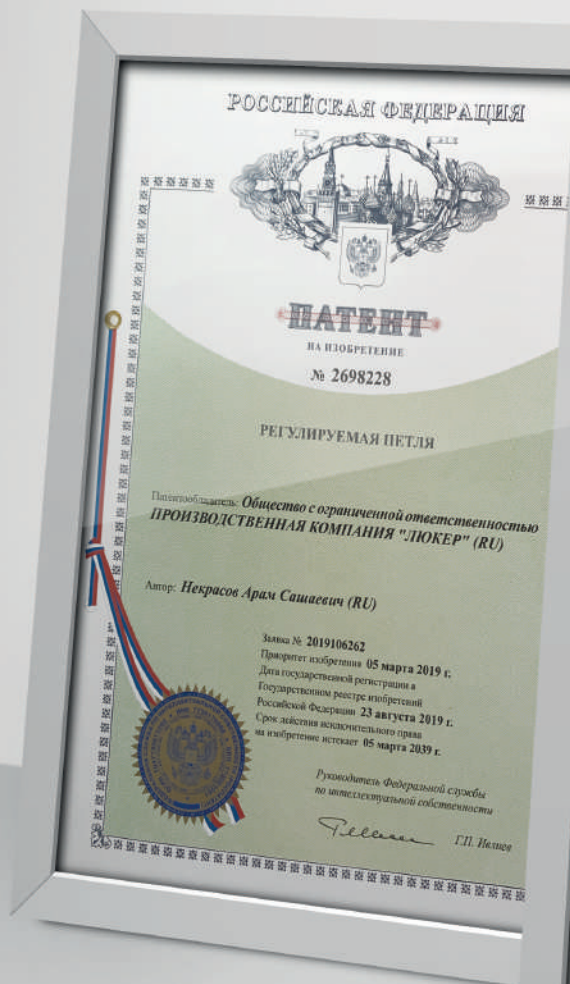 РОССИЙСКАЯ ФЕДЕРАЦИЯ
ПАТЕНТ
НА ИЗОБРЕТЕНИЕ
№ 2698228
РЕГУЛИРУЕМАЯ ПЕТЛЯ
Патентообладатель: Общество с ограниченной ответственностью
ПРОИЗВОДСТВЕННАЯ КОМПАНИЯ "ЛЮКЕР" (RU)
Автор: Некрасов Арам Сашаевич (RU)
Заявка № 2019106262
Приоритет изобретения 05 марта 2019 г.
Дата государственной регистрации в
Государственном реестре изобретений
Российской Федерации 23 августа 2019 г.
Срок действия исключительного права
на изобретение истекает 05 марта 2039 г.
Руководитель Федеральной службы
по интеллектуальной собственности
Г.П. Ивлиев